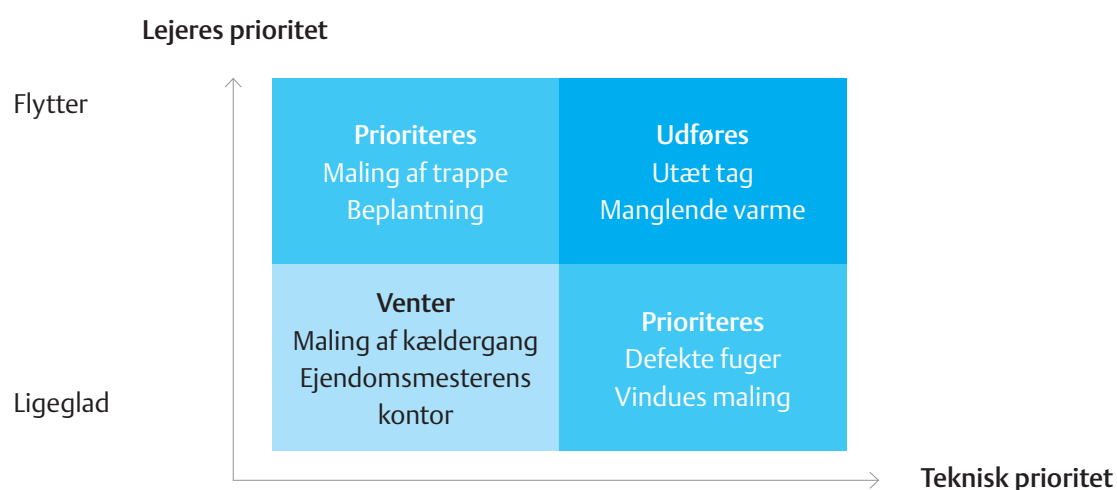 Lejeres prioritet
Flytter
Prioriteres
Maling af trappe
Beplantning
Udføres
Utæt tag
Manglende varme
Venter
Maling af kældergang
Ejendomsmesterens
kontor
Prioriteres
Defekte fuger
Vindues maling
Ligeglad
Teknisk prioritet